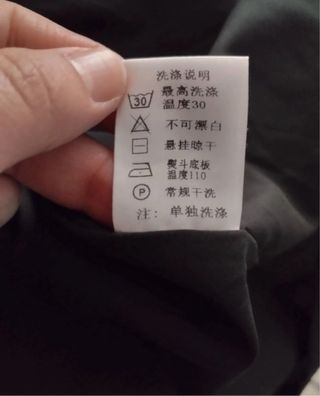 洗涤说明
30 最高洗涤
温度30
不可漂白
悬挂晾干
熨斗底板
温度110
P 常规干洗
注: 单独洗涤